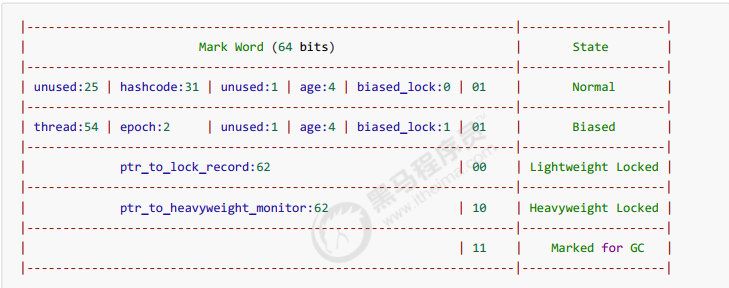 |--------------------------------------------------------------------|--------------------|
| Mark Word (64 bits) | State |
|--------------------------------------------------------------------|--------------------|
| unused:25 | hashcode:31 | unused:1 | age:4 | biased_lock:0 | 01 | Normal |
|--------------------------------------------------------------------|--------------------|
| thread:54 | epoch:2 | unused:1 | age:4 | biased_lock:1 | 01 | Biased |
|--------------------------------------------------------------------|--------------------|
| ptr_to_lock_record:62 | 00 | Lightweight Locked |
|--------------------------------------------------------------------|--------------------|
| ptr_to_heavyweight_monitor:62 | 10 | Heavyweight Locked |
|--------------------------------------------------------------------|--------------------|
| | 11 | Marked for GC |
|--------------------------------------------------------------------|--------------------|
黑马程序员™
www.itheima.com